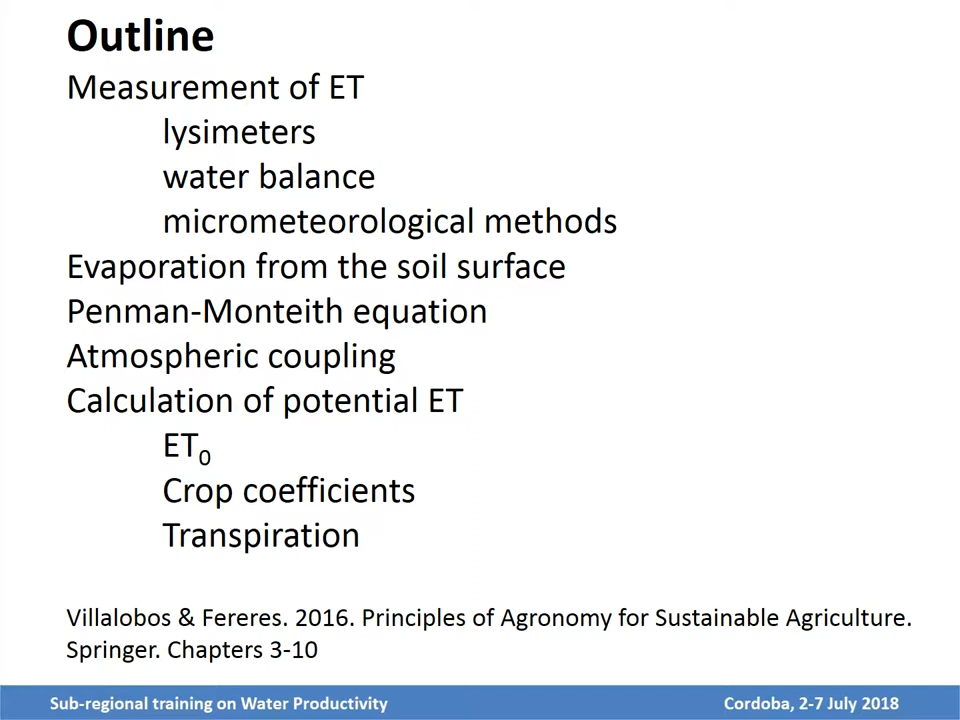 Outline
Measurement of ET
lysimeters
water balance
micrometeorological methods
Evaporation from the soil surface
Penman-Monteith equation
Atmospheric coupling
Calculation of potential ET
ET₀
Crop coefficients
Transpiration
Villalobos & Fereres. 2016. Principles of Agronomy for Sustainable Agriculture.
Springer. Chapters 3-10
Sub-regional training on Water Productivity Cordoba, 2-7 July 2018